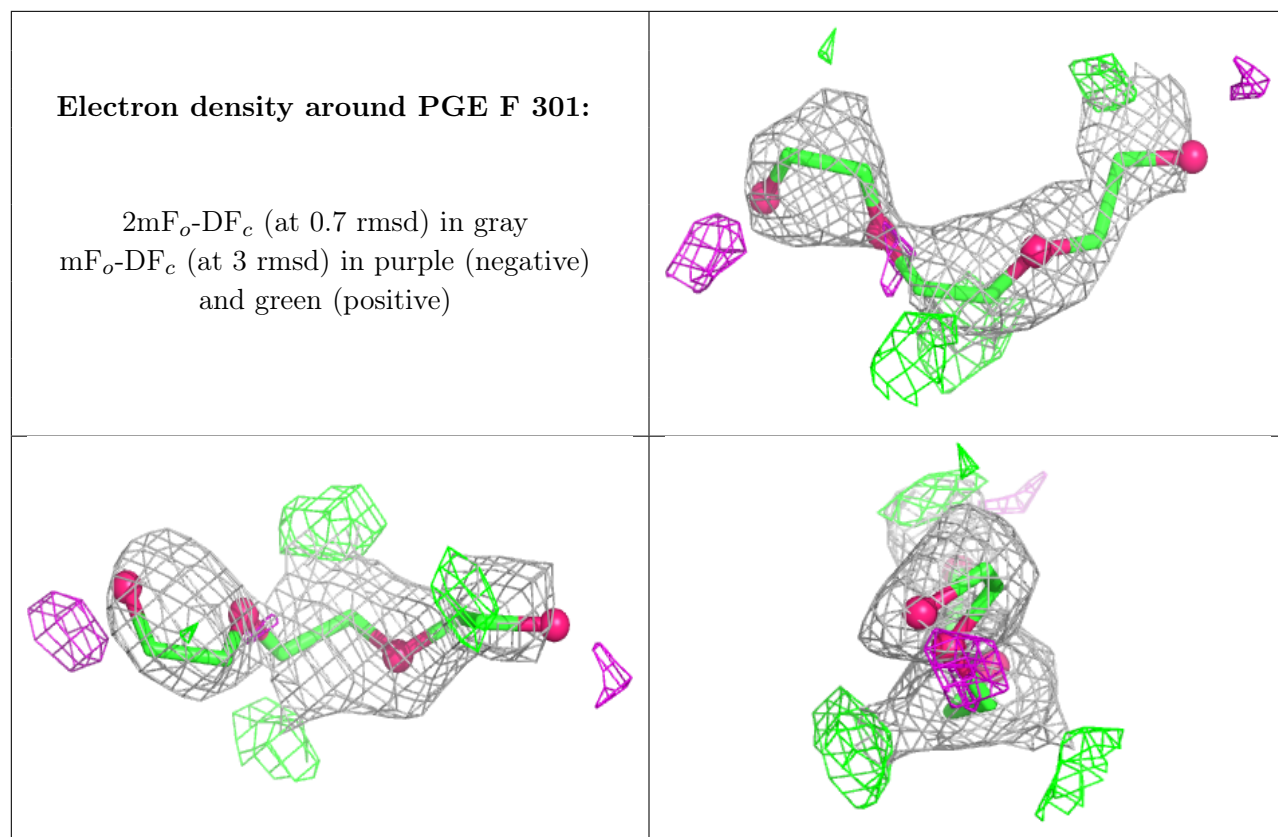 Electron density around PGE F 301:
2mFₒ-DF𝒸 (at 0.7 rmsd) in gray
mFₒ-DF𝒸 (at 3 rmsd) in purple (negative)
and green (positive)